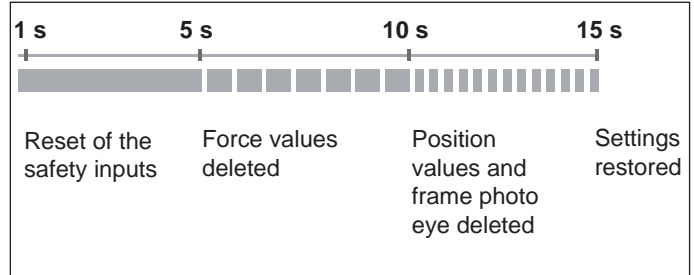 1 s 5 s 10 s 15 s
Reset of the
safety inputs
Force values
deleted
Position
values and
frame photo
eye deleted
Settings
restored